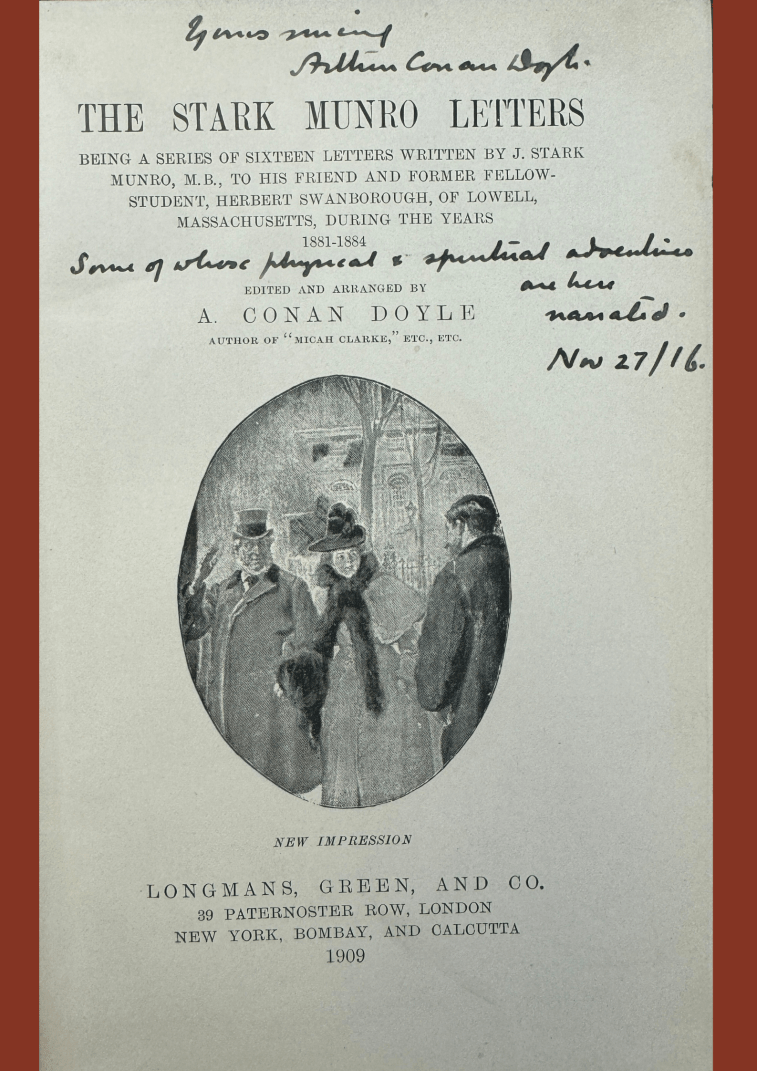 Yours sincerely
Arthur Conan Doyle.
THE STARK MUNRO LETTERS
BEING A SERIES OF SIXTEEN LETTERS WRITTEN BY J. STARK
MUNRO, M.B., TO HIS FRIEND AND FORMER FELLOW-
STUDENT, HERBERT SWANBOROUGH, OF LOWELL,
MASSACHUSETTS, DURING THE YEARS
1881-1884
Some of whose physical & spiritual adventures
are here
narrated.
Nov 27/16.
EDITED AND ARRANGED BY
A. CONAN DOYLE
AUTHOR OF "MICAH CLARKE," ETC., ETC.
NEW IMPRESSION
LONGMANS, GREEN, AND CO.
39 PATERNOSTER ROW, LONDON
NEW YORK, BOMBAY, AND CALCUTTA
1909